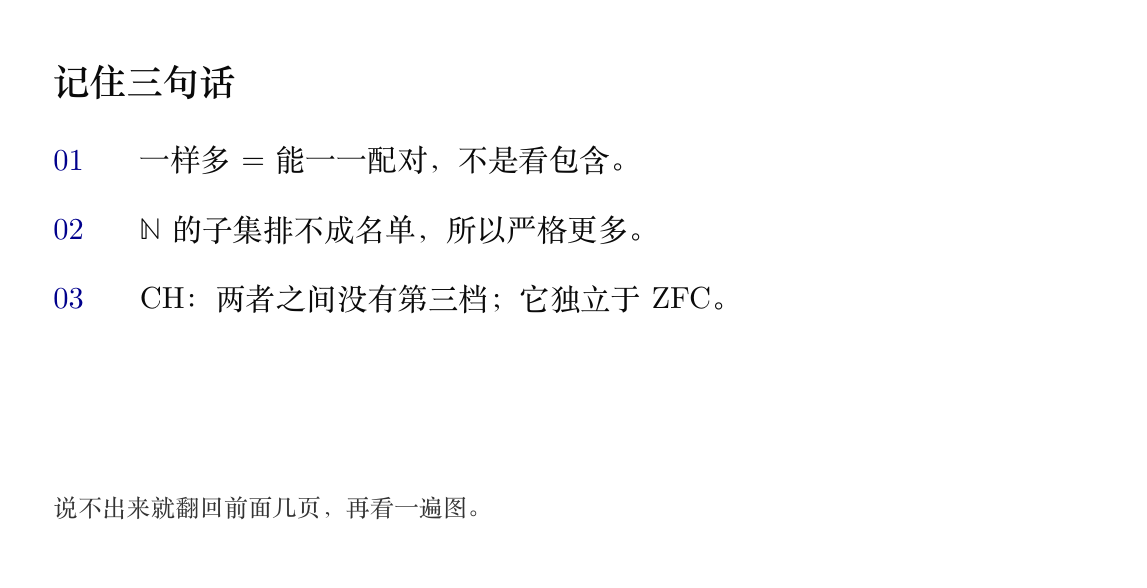 记住三句话
01 一样多 = 能一一配对，不是看包含。
02 ℕ 的子集排不成名单，所以严格更多。
03 CH：两者之间没有第三档；它独立于 ZFC。
说不出来就翻回前面几页，再看一遍图。